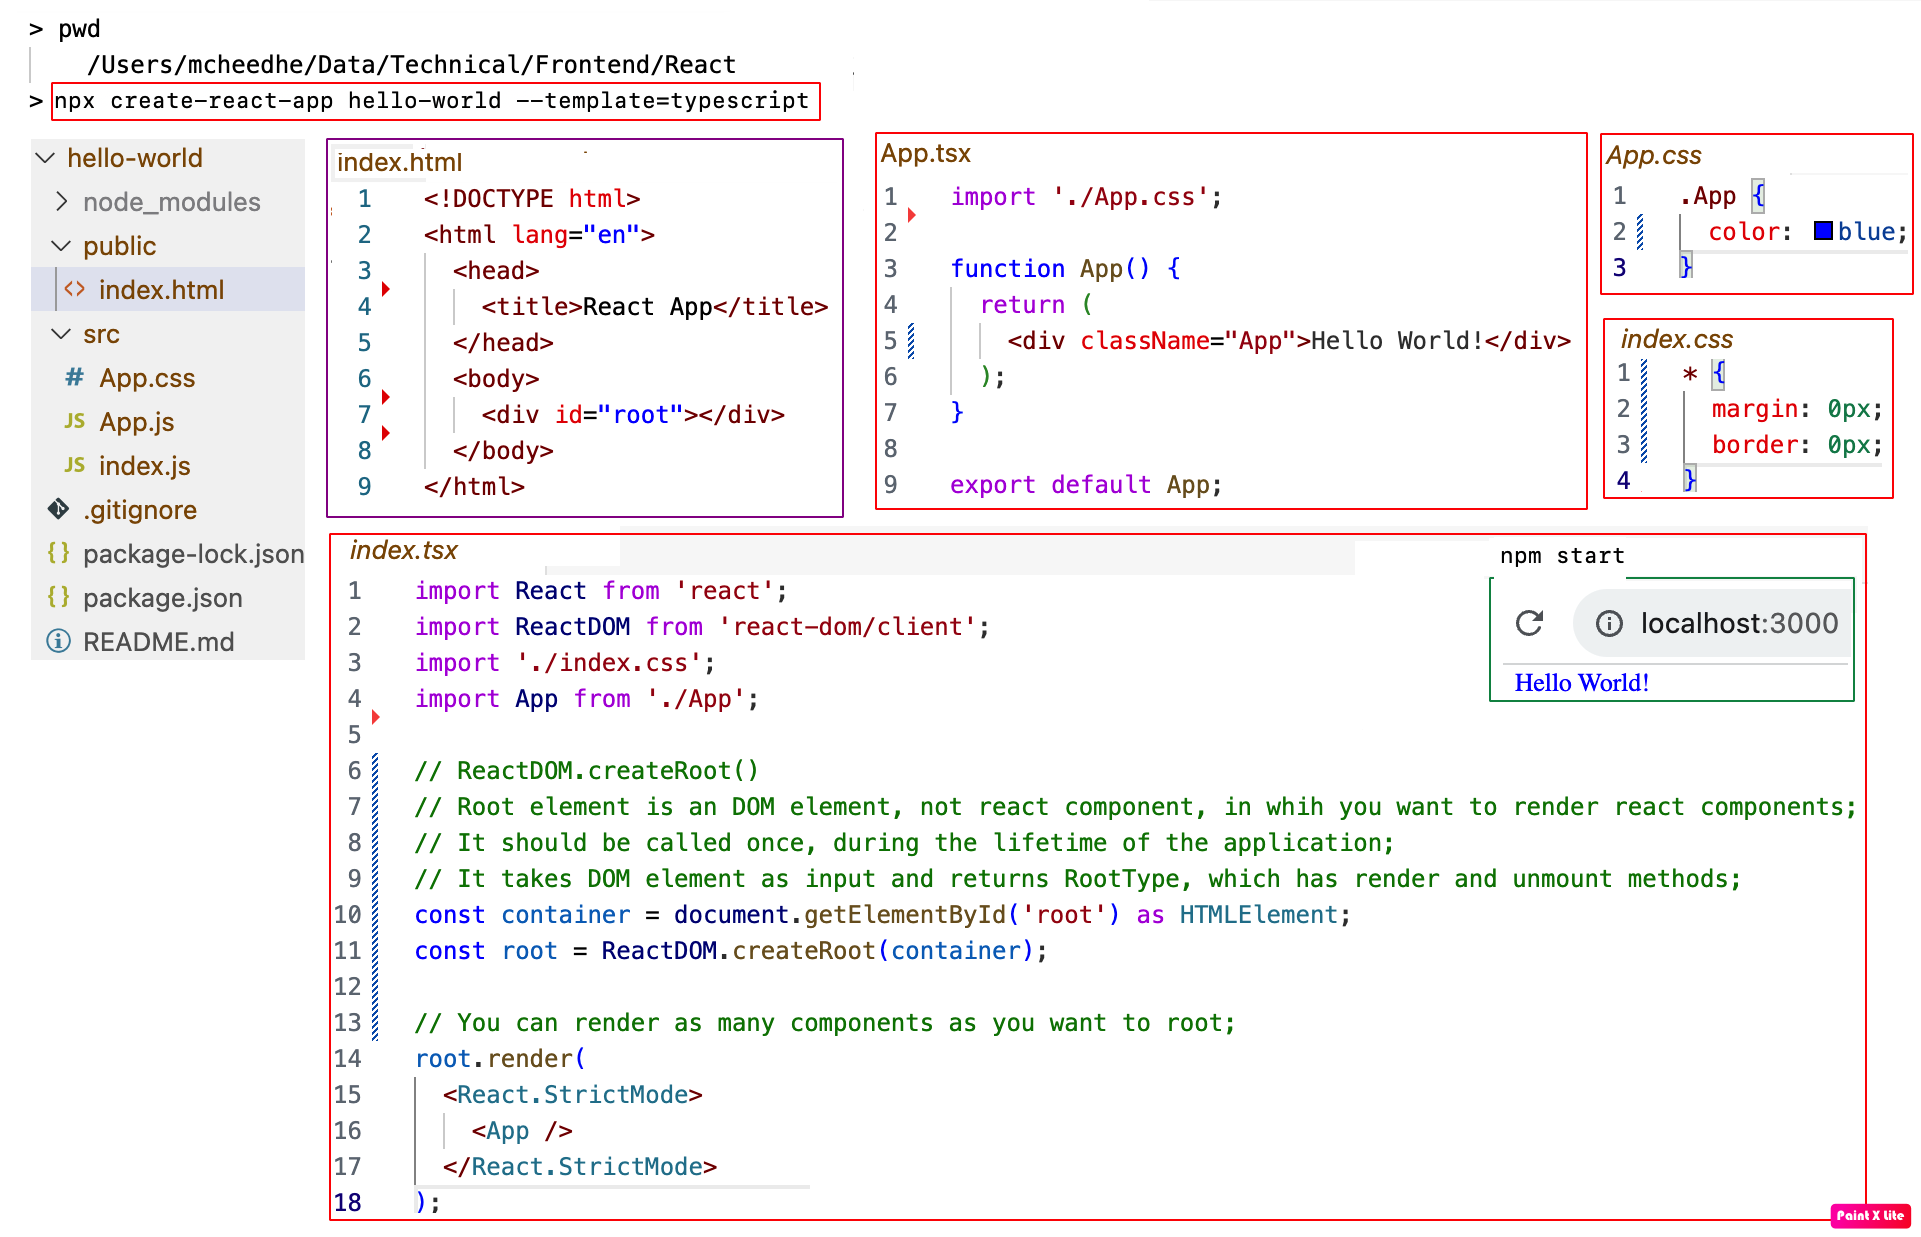 > pwd
/Users/mcheedhe/Data/Technical/Frontend/React
> npx create-react-app hello-world --template=typescript
hello-world
node_modules
public
<> index.html
src
# App.css
JS App.js
JS index.js
.gitignore
{} package-lock.json
{} package.json
README.md
index.html
1 <!DOCTYPE html>
2 <html lang="en">
3 <head>
4 <title>React App</title>
5 </head>
6 <body>
7 <div id="root"></div>
8 </body>
9 </html>
App.tsx
1 import './App.css';
2
3 function App() {
4 return (
5 <div className="App">Hello World!</div>
6 );
7 }
8
9 export default App;
App.css
1 .App {
2 color: blue;
3 }
index.css
1 * {
2 margin: 0px;
3 border: 0px;
4 }
index.tsx
1 import React from 'react';
2 import ReactDOM from 'react-dom/client';
3 import './index.css';
4 import App from './App';
5
6 // ReactDOM.createRoot()
7 // Root element is an DOM element, not react component, in whih you want to render react components;
8 // It should be called once, during the lifetime of the application;
9 // It takes DOM element as input and returns RootType, which has render and unmount methods;
10 const container = document.getElementById('root') as HTMLElement;
11 const root = ReactDOM.createRoot(container);
12
13 // You can render as many components as you want to root;
14 root.render(
15 <React.StrictMode>
16 <App />
17 </React.StrictMode>
18 );
npm start
localhost:3000
Hello World!
Paint X Lite